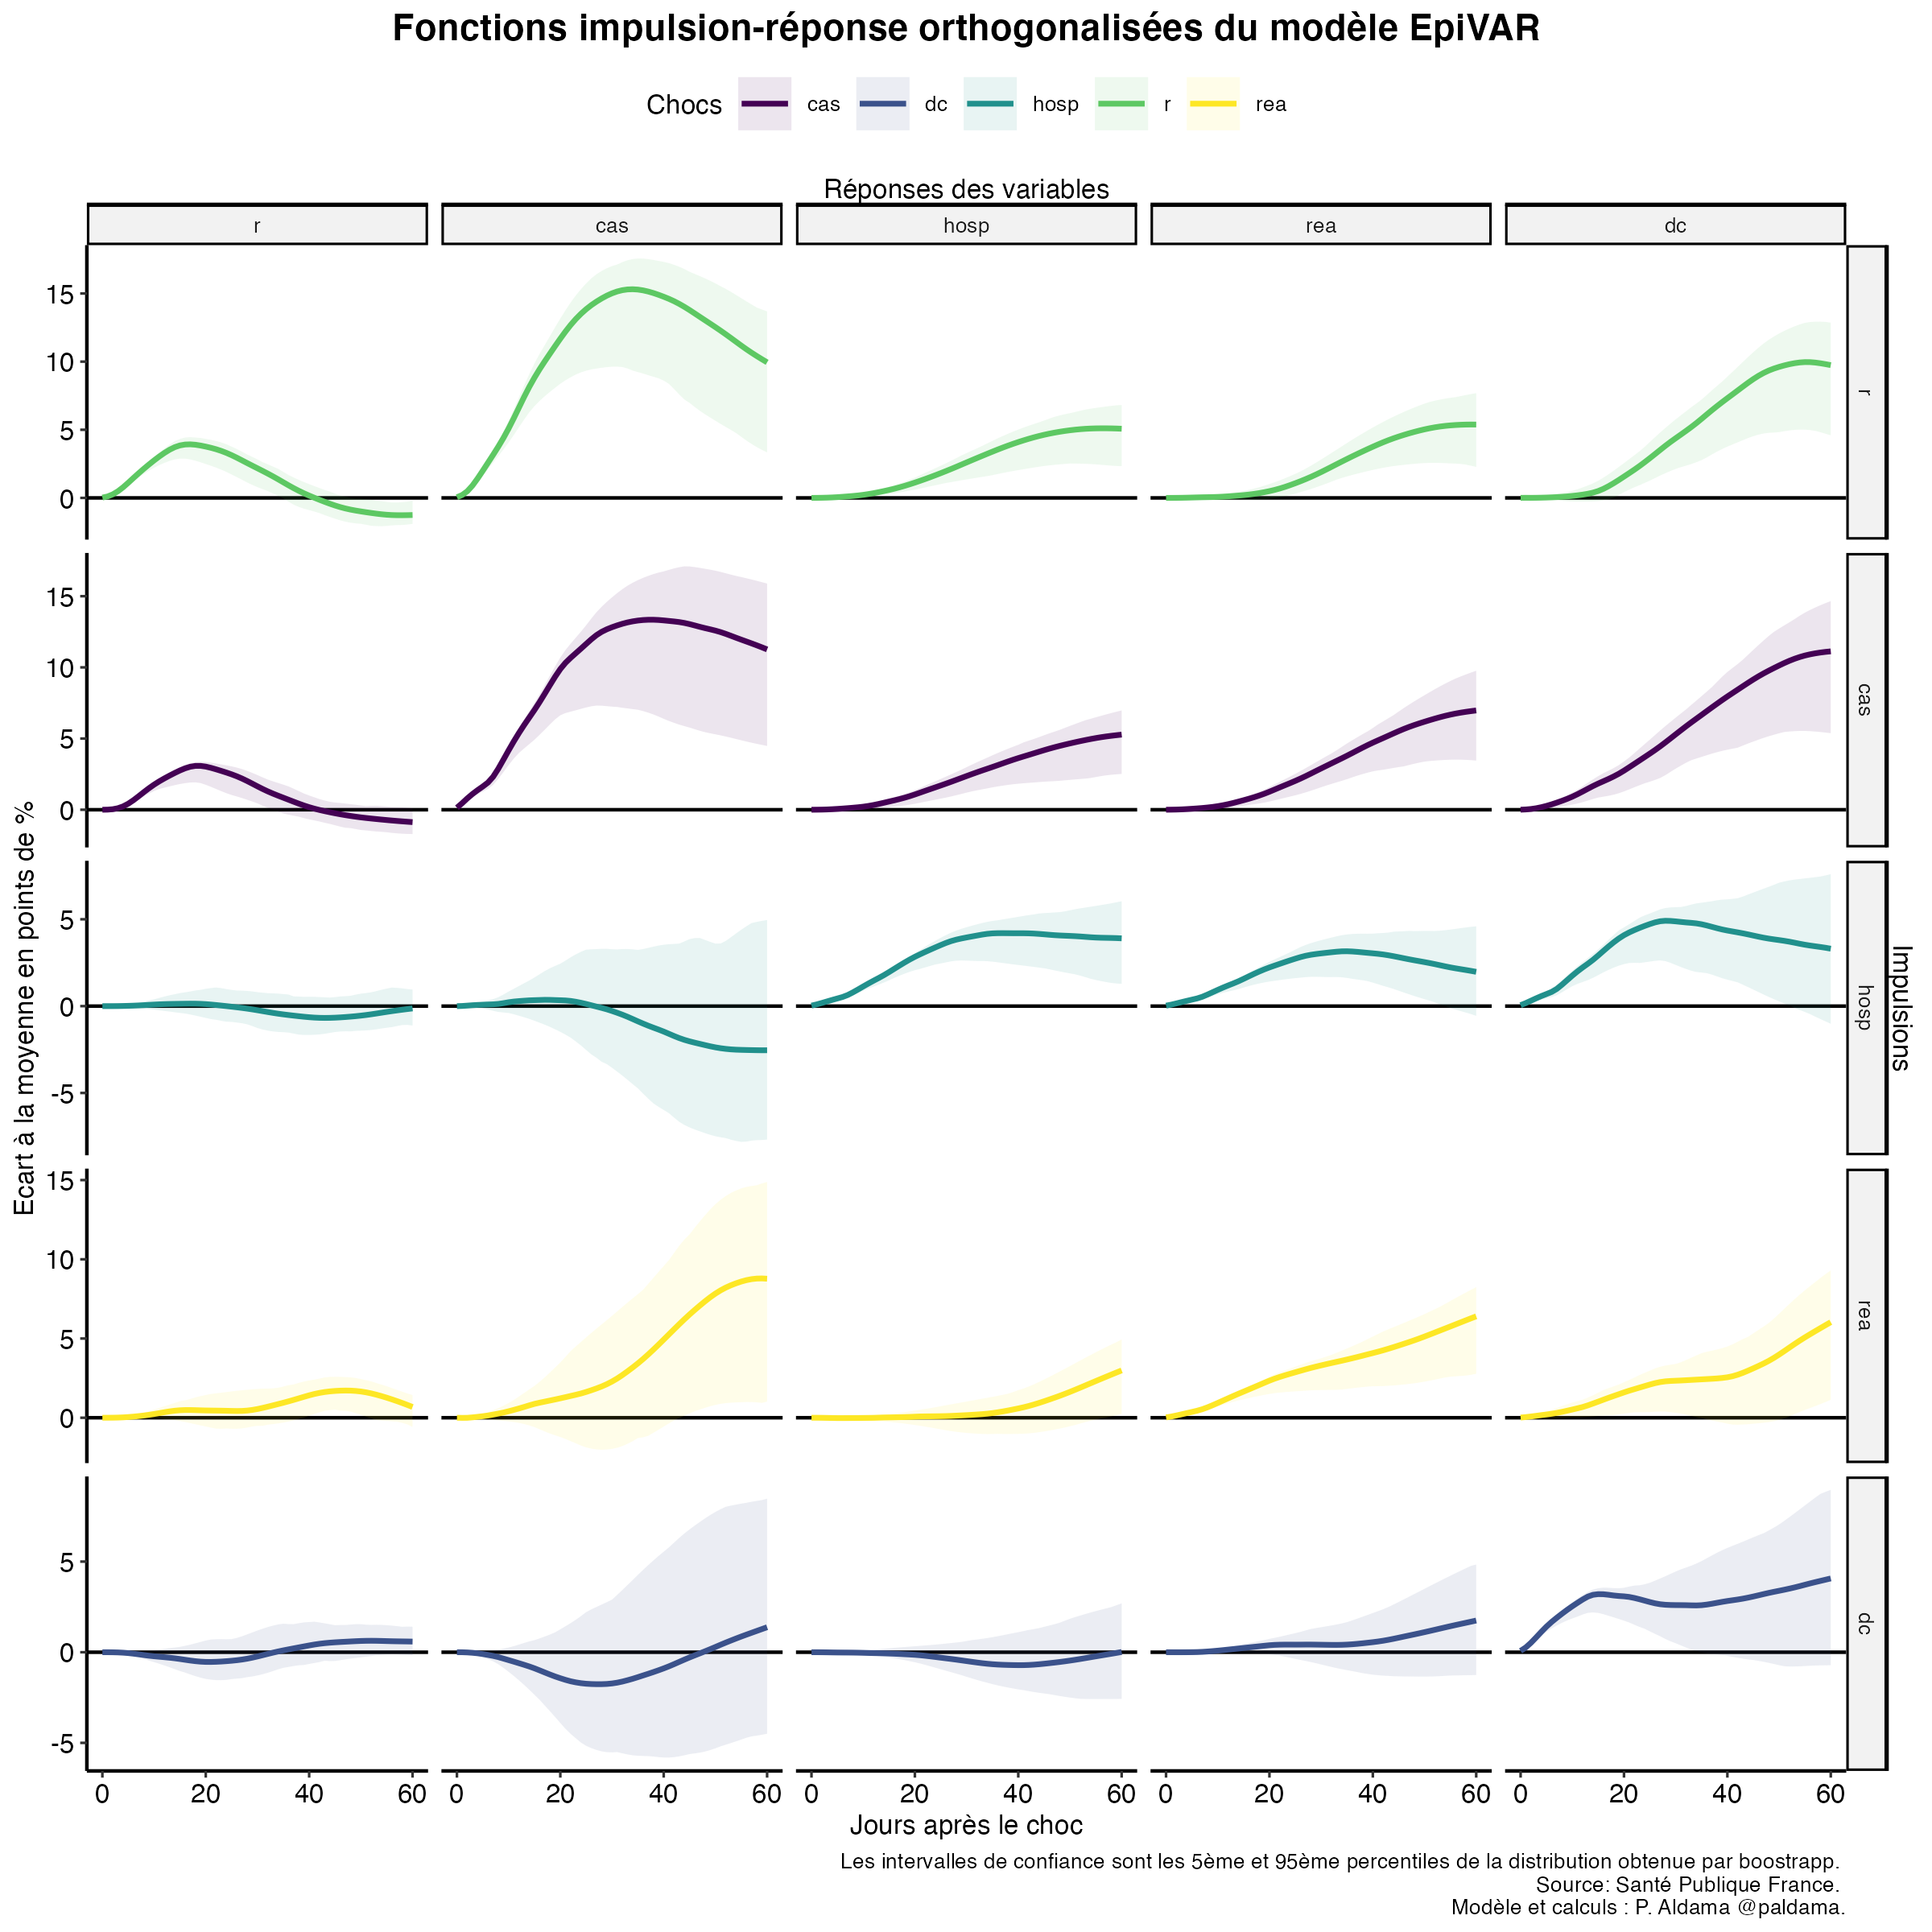 Fonctions impulsion-réponse orthogonalisées du modèle EpiVAR
Chocs cas dc hosp r rea
Réponses des variables
r cas hosp rea dc
Ecart à la moyenne en points de %
15
10
5
0
r
15
10
5
0
cas
5
0
-5
hosp
Impulsions
15
10
5
0
rea
5
0
-5
dc
0 20 40 60 0 20 40 60 0 20 40 60 0 20 40 60 0 20 40 60
Jours après le choc
Les intervalles de confiance sont les 5ème et 95ème percentiles de la distribution obtenue par boostrapp.
Source: Santé Publique France.
Modèle et calculs : P. Aldama @paldama.